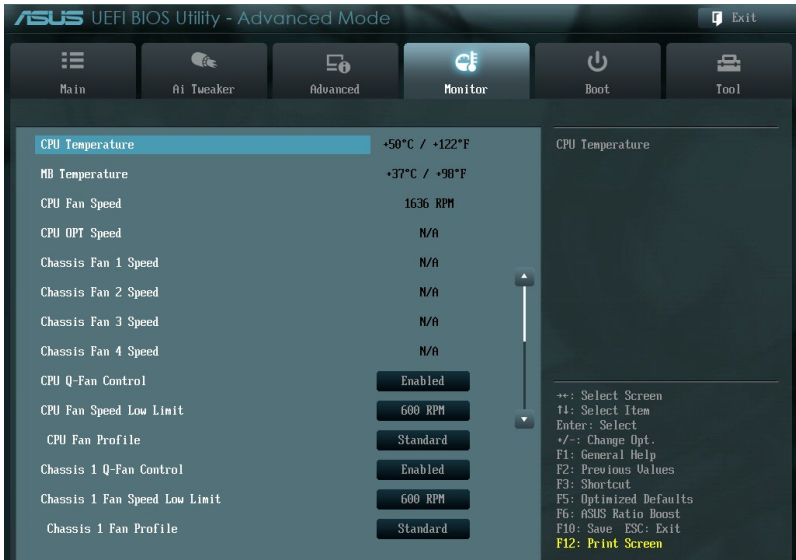 ASUS UEFI BIOS Utility - Advanced Mode
Exit
Main
Ai Tweaker
Advanced
Monitor
Boot
Tool
CPU Temperature +50°C / +122°F
MB Temperature +37°C / +98°F
CPU Fan Speed 1636 RPM
CPU OPT Speed N/A
Chassis Fan 1 Speed N/A
Chassis Fan 2 Speed N/A
Chassis Fan 3 Speed N/A
Chassis Fan 4 Speed N/A
CPU Q-Fan Control Enabled
CPU Fan Speed Low Limit 600 RPM
CPU Fan Profile Standard
Chassis 1 Q-Fan Control Enabled
Chassis 1 Fan Speed Low Limit 600 RPM
Chassis 1 Fan Profile Standard
CPU Temperature
→←: Select Screen
↑↓: Select Item
Enter: Select
+/-: Change Opt.
F1: General Help
F2: Previous Values
F3: Shortcut
F5: Optimized Defaults
F6: ASUS Ratio Boost
F10: Save ESC: Exit
F12: Print Screen